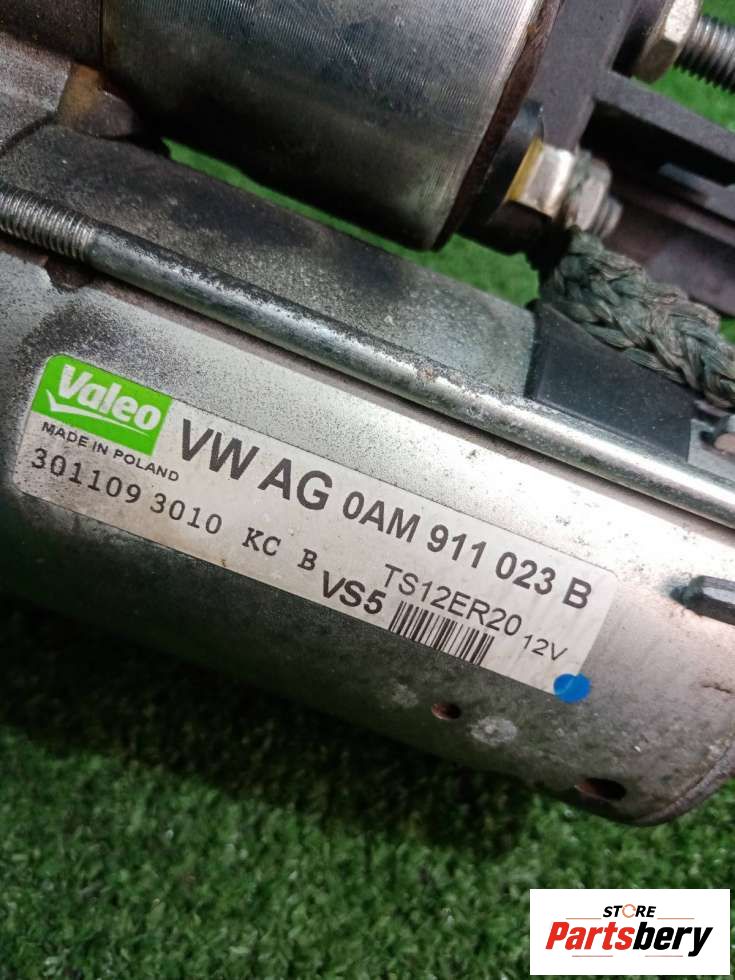 Valeo
MADE IN POLAND
VW AG 0AM 911 023 B
301109 3010 KC B
VS5 TS12ER20 12V
STORE
Partsbery